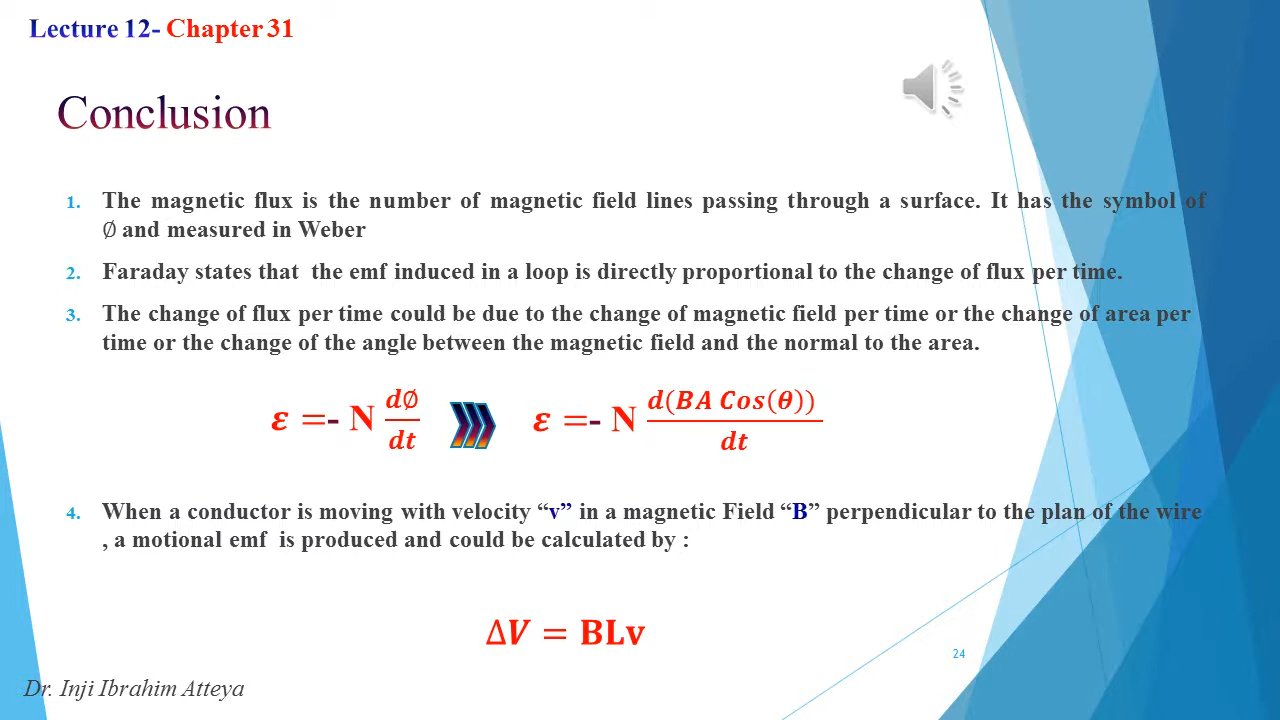 Lecture 12- Chapter 31
Conclusion
1. The magnetic flux is the number of magnetic field lines passing through a surface. It has the symbol of
∅ and measured in Weber
2. Faraday states that the emf induced in a loop is directly proportional to the change of flux per time.
3. The change of flux per time could be due to the change of magnetic field per time or the change of area per
time or the change of the angle between the magnetic field and the normal to the area.
ε =- N d∅/dt ε =- N d(BA Cos(θ))/dt
4. When a conductor is moving with velocity “v” in a magnetic Field “B” perpendicular to the plan of the wire
, a motional emf is produced and could be calculated by :
ΔV = BLv
24
Dr. Inji Ibrahim Atteya